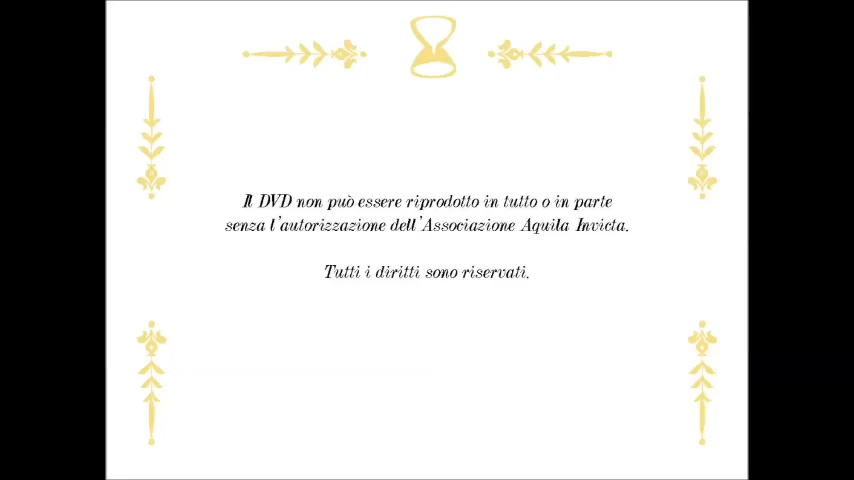 Il DVD non può essere riprodotto in tutto o in parte
senza l'autorizzazione dell'Associazione Aquila Invicta.
Tutti i diritti sono riservati.